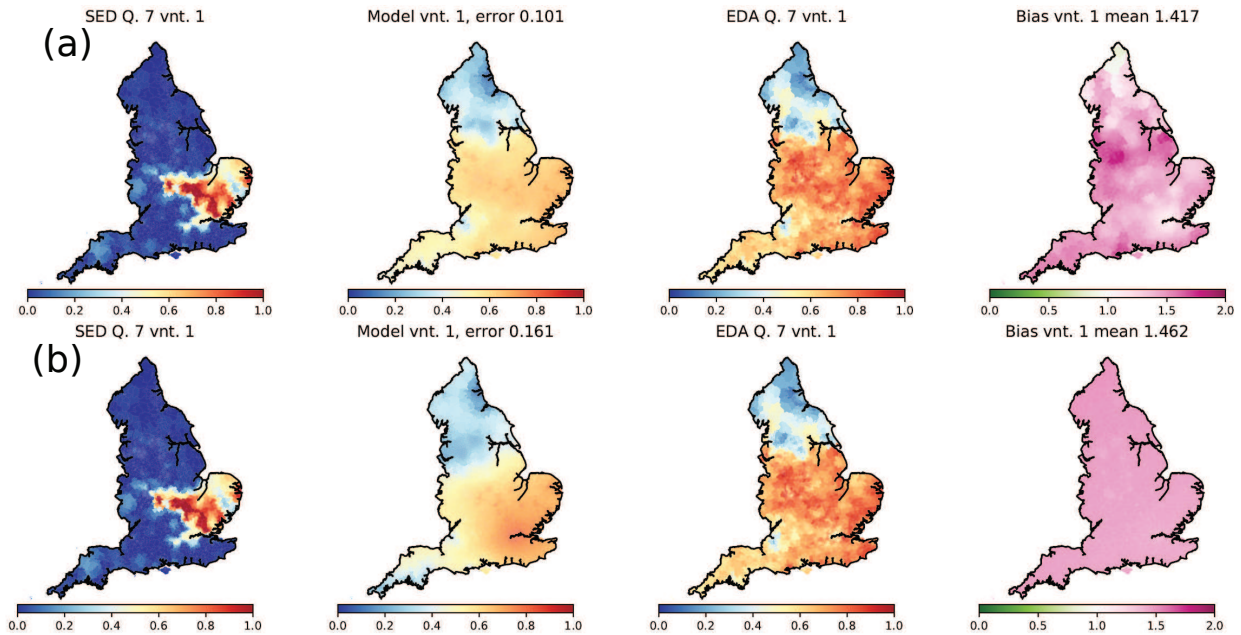 SED Q. 7 vnt. 1 Model vnt. 1, error 0.101 EDA Q. 7 vnt. 1 Bias vnt. 1 mean 1.417
(a)
0.0 0.2 0.4 0.6 0.8 1.0 0.0 0.2 0.4 0.6 0.8 1.0 0.0 0.2 0.4 0.6 0.8 1.0 0.0 0.5 1.0 1.5 2.0
SED Q. 7 vnt. 1 Model vnt. 1, error 0.161 EDA Q. 7 vnt. 1 Bias vnt. 1 mean 1.462
(b)
0.0 0.2 0.4 0.6 0.8 1.0 0.0 0.2 0.4 0.6 0.8 1.0 0.0 0.2 0.4 0.6 0.8 1.0 0.0 0.5 1.0 1.5 2.0